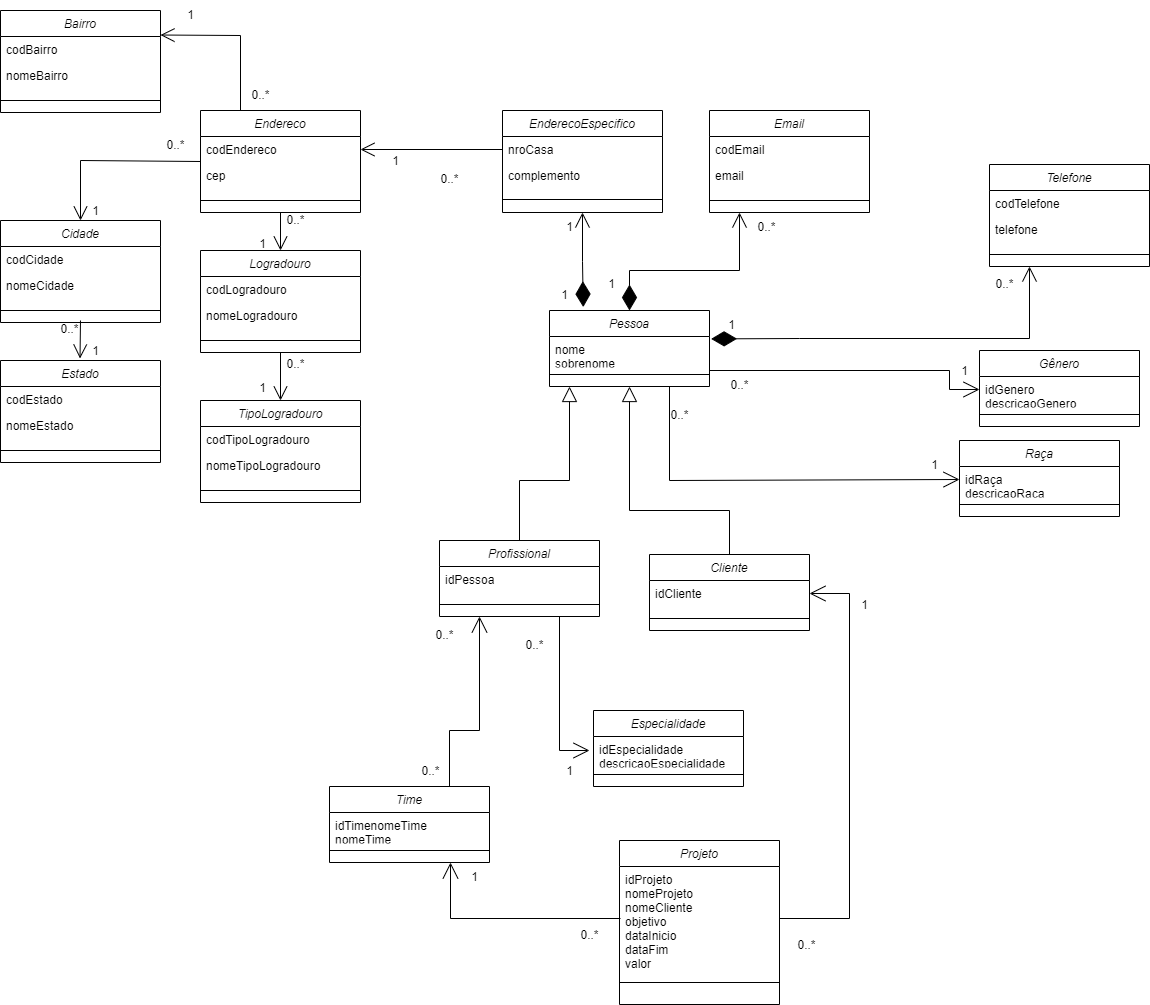 Bairro
codBairro
nomeBairro
1
0..*
Endereco
codEndereco
cep
0..*
1
0..*
EnderecoEspecifico
nroCasa
complemento
Email
codEmail
email
Telefone
codTelefone
telefone
1
Cidade
codCidade
nomeCidade
0..*
1
Logradouro
codLogradouro
nomeLogradouro
1
1
0..*
1
0..*
1
0..*
Pessoa
nome
sobrenome
0..*
1
Estado
codEstado
nomeEstado
0..*
1
TipoLogradouro
codTipoLogradouro
nomeTipoLogradouro
0..*
1
Gênero
idGenero
descricaoGenero
0..*
1
Raça
idRaça
descricaoRaca
Profissional
idPessoa
Cliente
idCliente
1
0..*
0..*
Especialidade
idEspecialidade
descricaoEspecialidade
1
0..*
Time
idTimenomeTime
nomeTime
1
0..*
Projeto
idProjeto
nomeProjeto
nomeCliente
objetivo
dataInicio
dataFim
valor
0..*